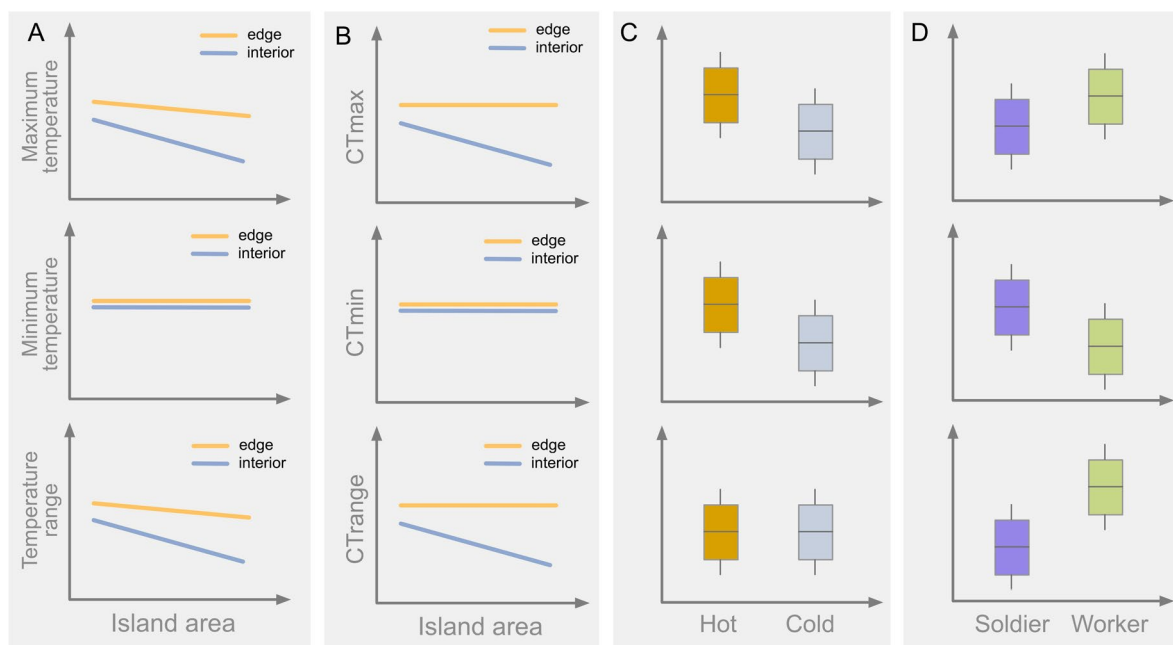 A
edge
interior
Maximum
temperature
edge
interior
Minimum
temperature
edge
interior
Temperature
range
Island area
B
edge
interior
CTmax
edge
interior
CTmin
edge
interior
CTrange
Island area
C
Hot Cold
D
Soldier Worker